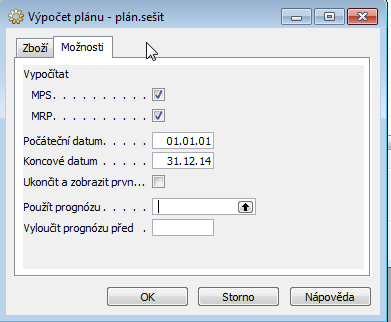 Výpočet plánu - plán.sešit
Zboží Možnosti
Vypočítat
MPS . . . . . . . . . .
MRP . . . . . . . . . .
Počáteční datum. . . . . 01.01.01
Koncové datum . . . . . 31.12.14
Ukončit a zobrazit prvn...
Použít prognózu . . . . .
Vyloučit prognózu před .
OK Storno Nápověda